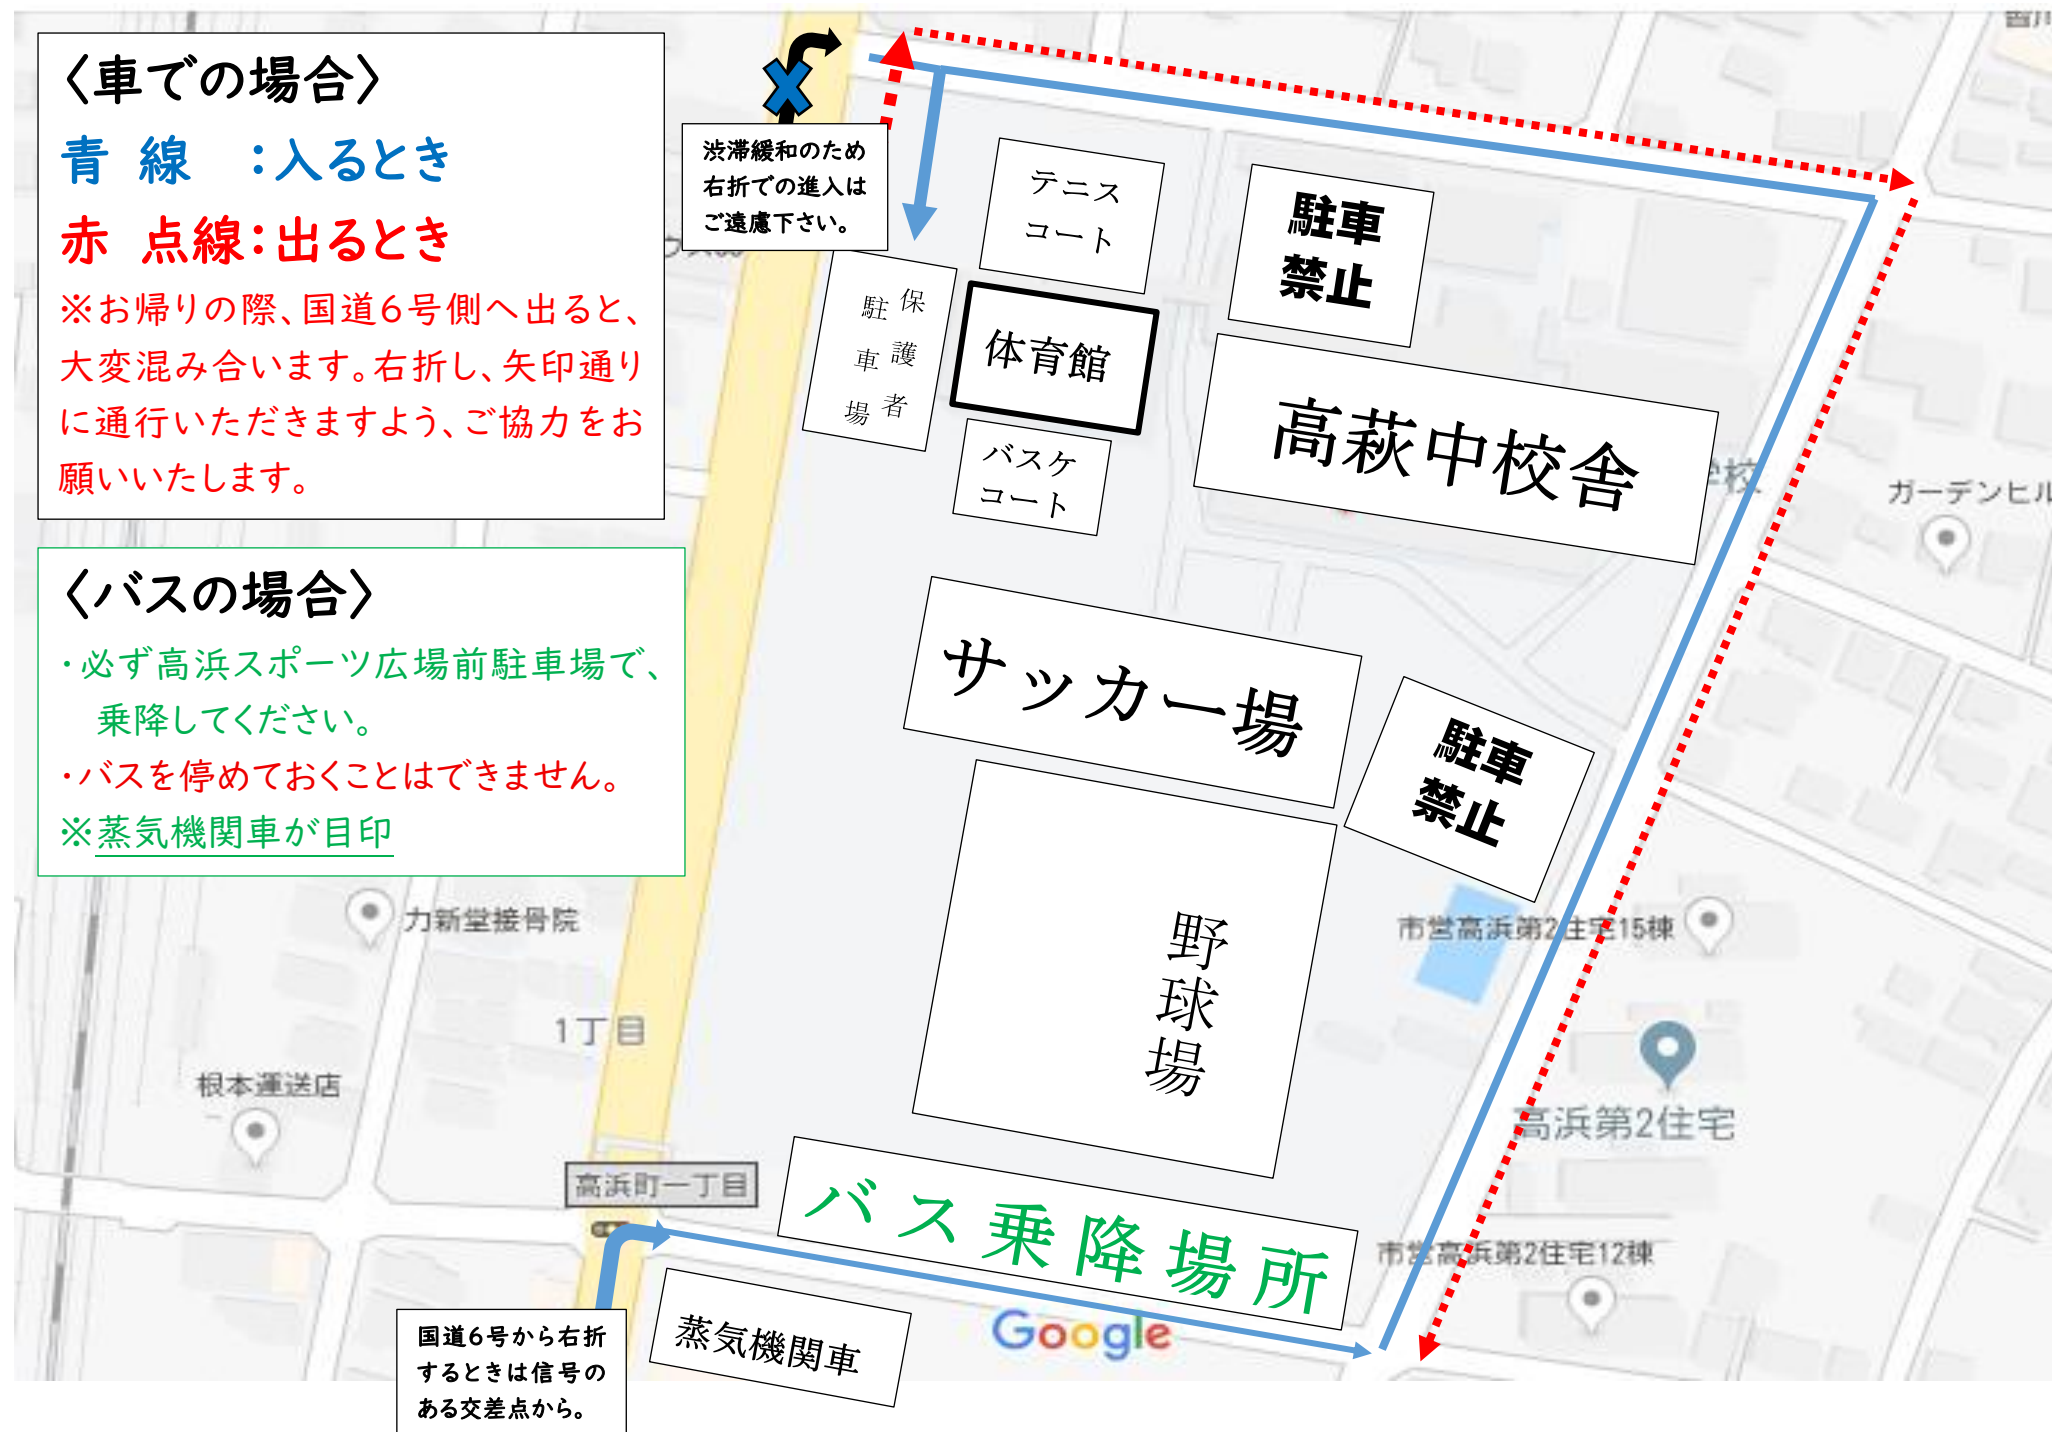 〈車での場合〉
青 線 ：入るとき
赤 点線：出るとき
※お帰りの際、国道6号側へ出ると、
大変混み合います。右折し、矢印通り
に通行いただきますよう、ご協力をお
願いいたします。
渋滞緩和のため
右折での進入は
ご遠慮下さい。
テニス
コート
駐車
禁止
保護者
駐車場
体育館
バスケ
コート
高萩中校舎
学校
ガーデンヒル
〈バスの場合〉
・必ず高浜スポーツ広場前駐車場で、
乗降してください。
・バスを停めておくことはできません。
※蒸気機関車が目印
サッカー場
駐車
禁止
野球場
力新堂接骨院
市営高浜第2住宅15棟
1丁目
根本運送店
高浜第2住宅
高浜町一丁目
バス乗降場所
市営高浜第2住宅12棟
国道6号から右折
するときは信号の
ある交差点から。
蒸気機関車
Google